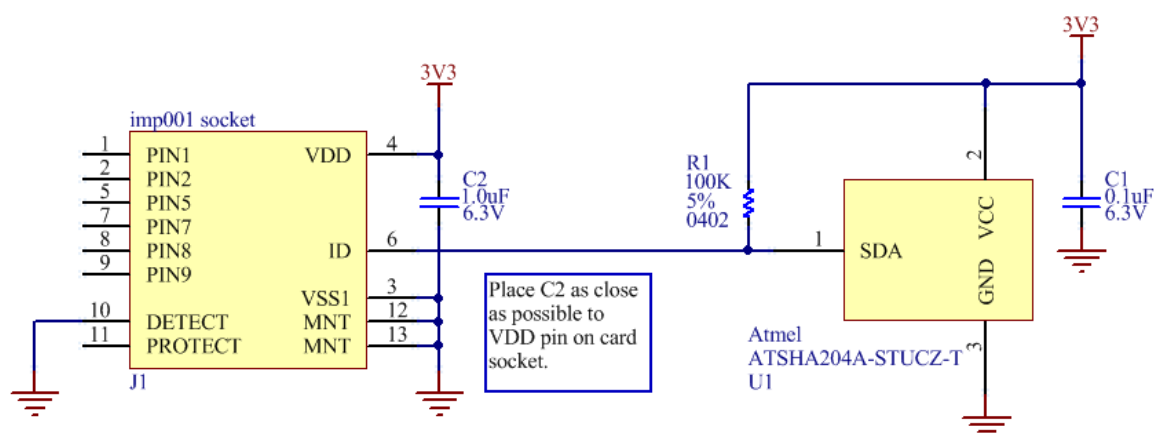 3V3
3V3
imp001 socket
1 PIN1 VDD 4
2 PIN2
5 PIN5
7 PIN7
8 PIN8 ID 6
9 PIN9
VSS1 3
10 DETECT MNT 12
11 PROTECT MNT 13
J1
C2
1.0uF
6.3V
R1
100K
5%
0402
1 SDA
2 VCC
GND 3
C1
0.1uF
6.3V
Place C2 as close
as possible to
VDD pin on card
socket.
Atmel
ATSHA204A-STUCZ-T
U1